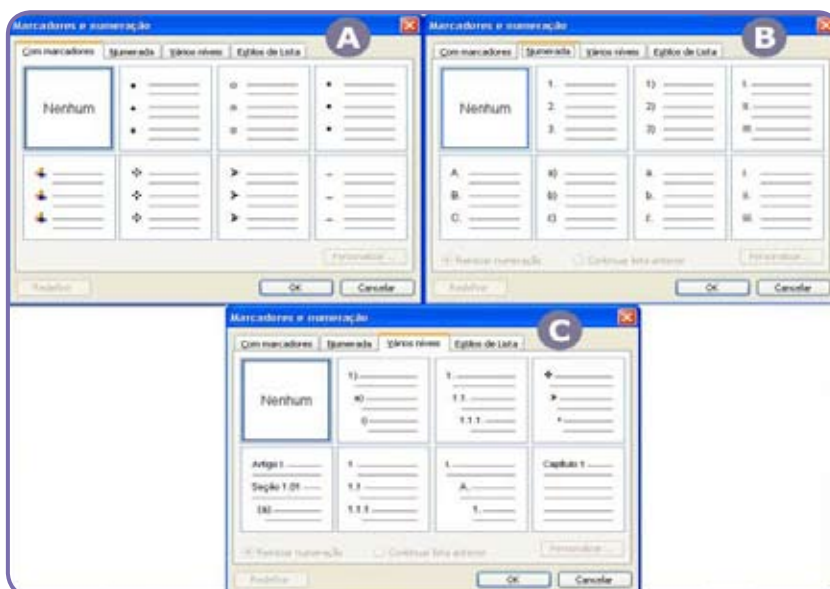 Marcadores e numeração
A
Com marcadores Numerada Vários níveis Estilos de Lista
Nenhum
Personalizar...
Redefinir
OK Cancelar
Marcadores e numeração
B
Com marcadores Numerada Vários níveis Estilos de Lista
Nenhum
1. 1) I.
2. 2) II.
3. 3) III.
A. a) a. i.
B. b) b. ii.
C. c) c. iii.
Reiniciar numeração Continuar lista anterior
Personalizar...
Redefinir
OK Cancelar
Marcadores e numeração
C
Com marcadores Numerada Vários níveis Estilos de Lista
Nenhum
1) 1.
a) 1.1.
i) 1.1.1.
Artigo I. 1 I. Capítulo 1
Seção 1.01 1.1 A.
(a) 1.1.1 1.
Reiniciar numeração Continuar lista anterior
Personalizar...
Redefinir
OK Cancelar